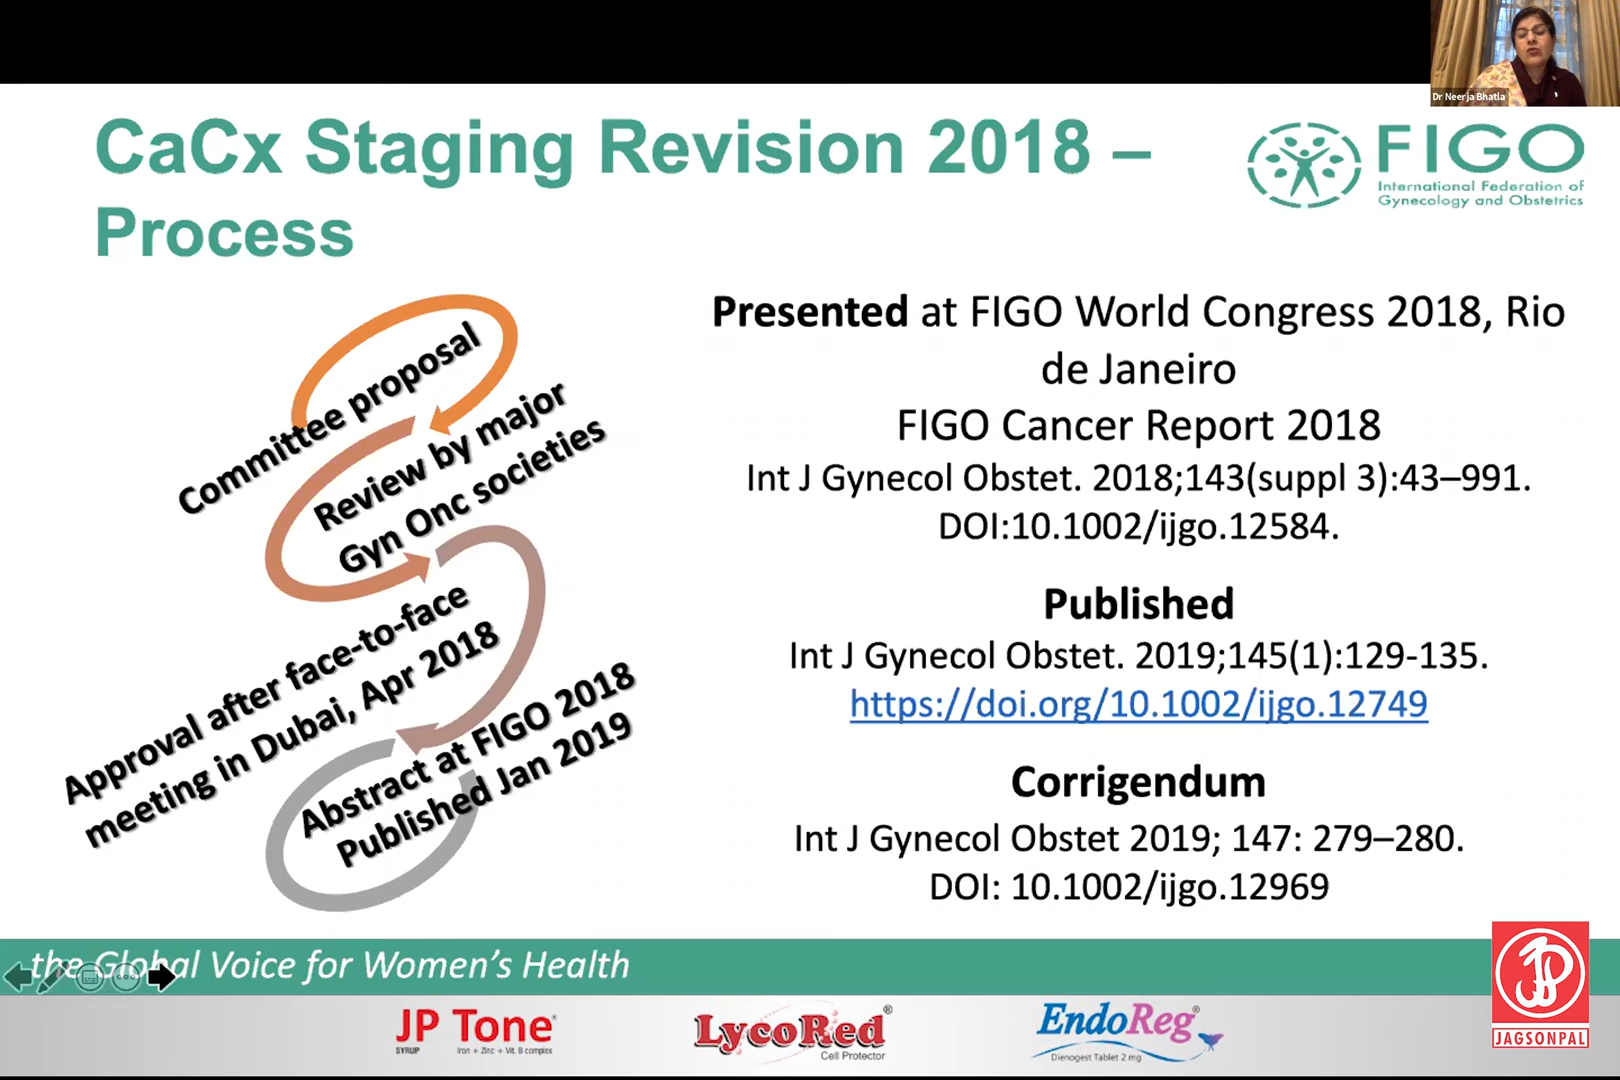 Dr Neerja Bhatla
CaCx Staging Revision 2018 –
Process
FIGO
International Federation of
Gynecology and Obstetrics
Committee proposal
Review by major
Gyn Onc societies
Approval after face-to-face
meeting in Dubai, Apr 2018
Abstract at FIGO 2018
Published Jan 2019
Presented at FIGO World Congress 2018, Rio
de Janeiro
FIGO Cancer Report 2018
Int J Gynecol Obstet. 2018;143(suppl 3):43–991.
DOI:10.1002/ijgo.12584.
Published
Int J Gynecol Obstet. 2019;145(1):129-135.
https://doi.org/10.1002/ijgo.12749
Corrigendum
Int J Gynecol Obstet 2019; 147: 279–280.
DOI: 10.1002/ijgo.12969
the Global Voice for Women’s Health
JP Tone
SYRUP Iron + Zinc + Vit. B complex
LycoRed®
Cell Protector
EndoReg®
Dienogest Tablet 2 mg
JAGSONPAL